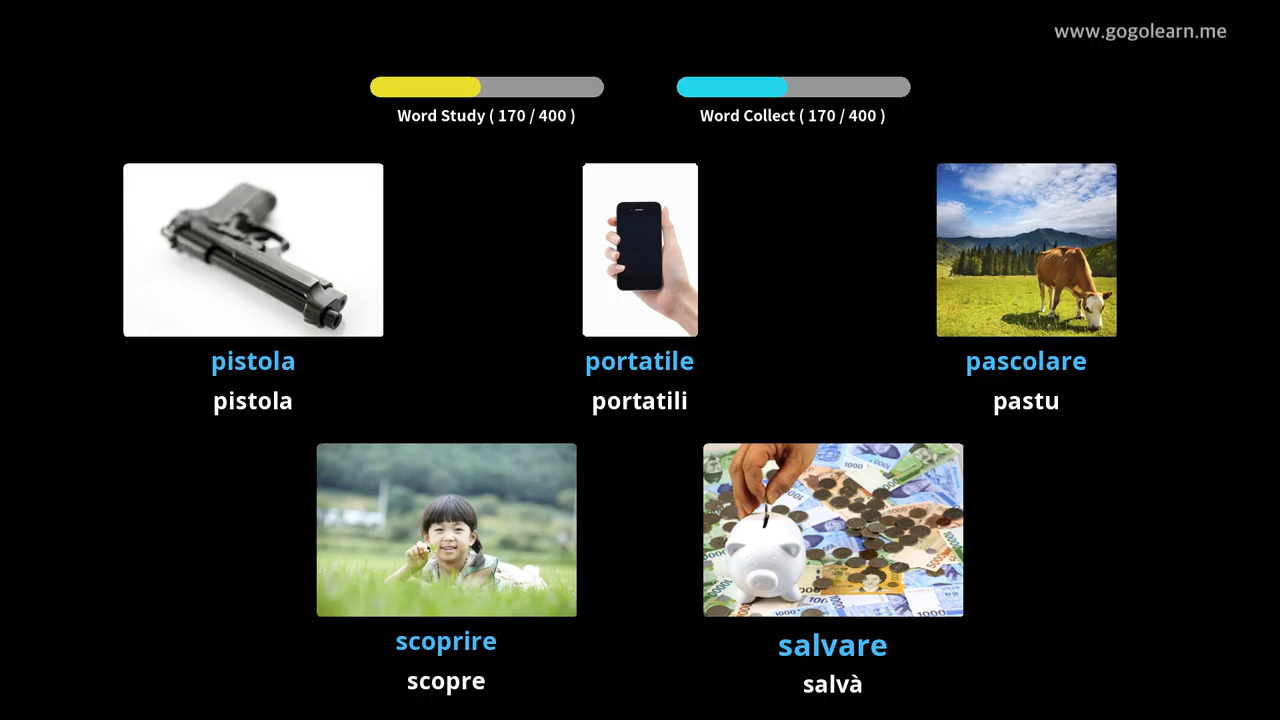 www.gogolearn.me
Word Study ( 170 / 400 )
Word Collect ( 170 / 400 )
pistola
pistola
portatile
portatili
pascolare
pastu
scoprire
scopre
salvare
salvà